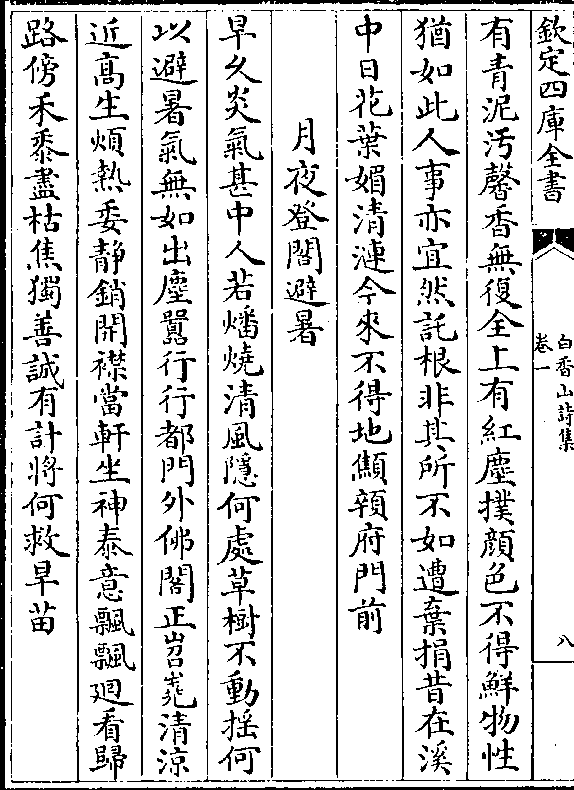 欽定四庫全書
白香山詩集
卷一
八
有青泥汚馨香無復全上有紅塵撲顔色不得鮮物性
猶如此人事亦宜然託根非其所不如遭棄捐昔在溪
中日花葉媚清漣今來不得地顦頷府門前
月夜登閣避暑
旱久炎氣甚中人若燔燒清風隱何處草樹不動揺何
以避暑氣無如出塵囂行行都門外佛閣正岧嶤清涼
近髙生煩熱委静銷開襟當軒坐神泰意飄飄迴看歸
路傍禾黍盡枯焦獨善誠有計將何救旱苗